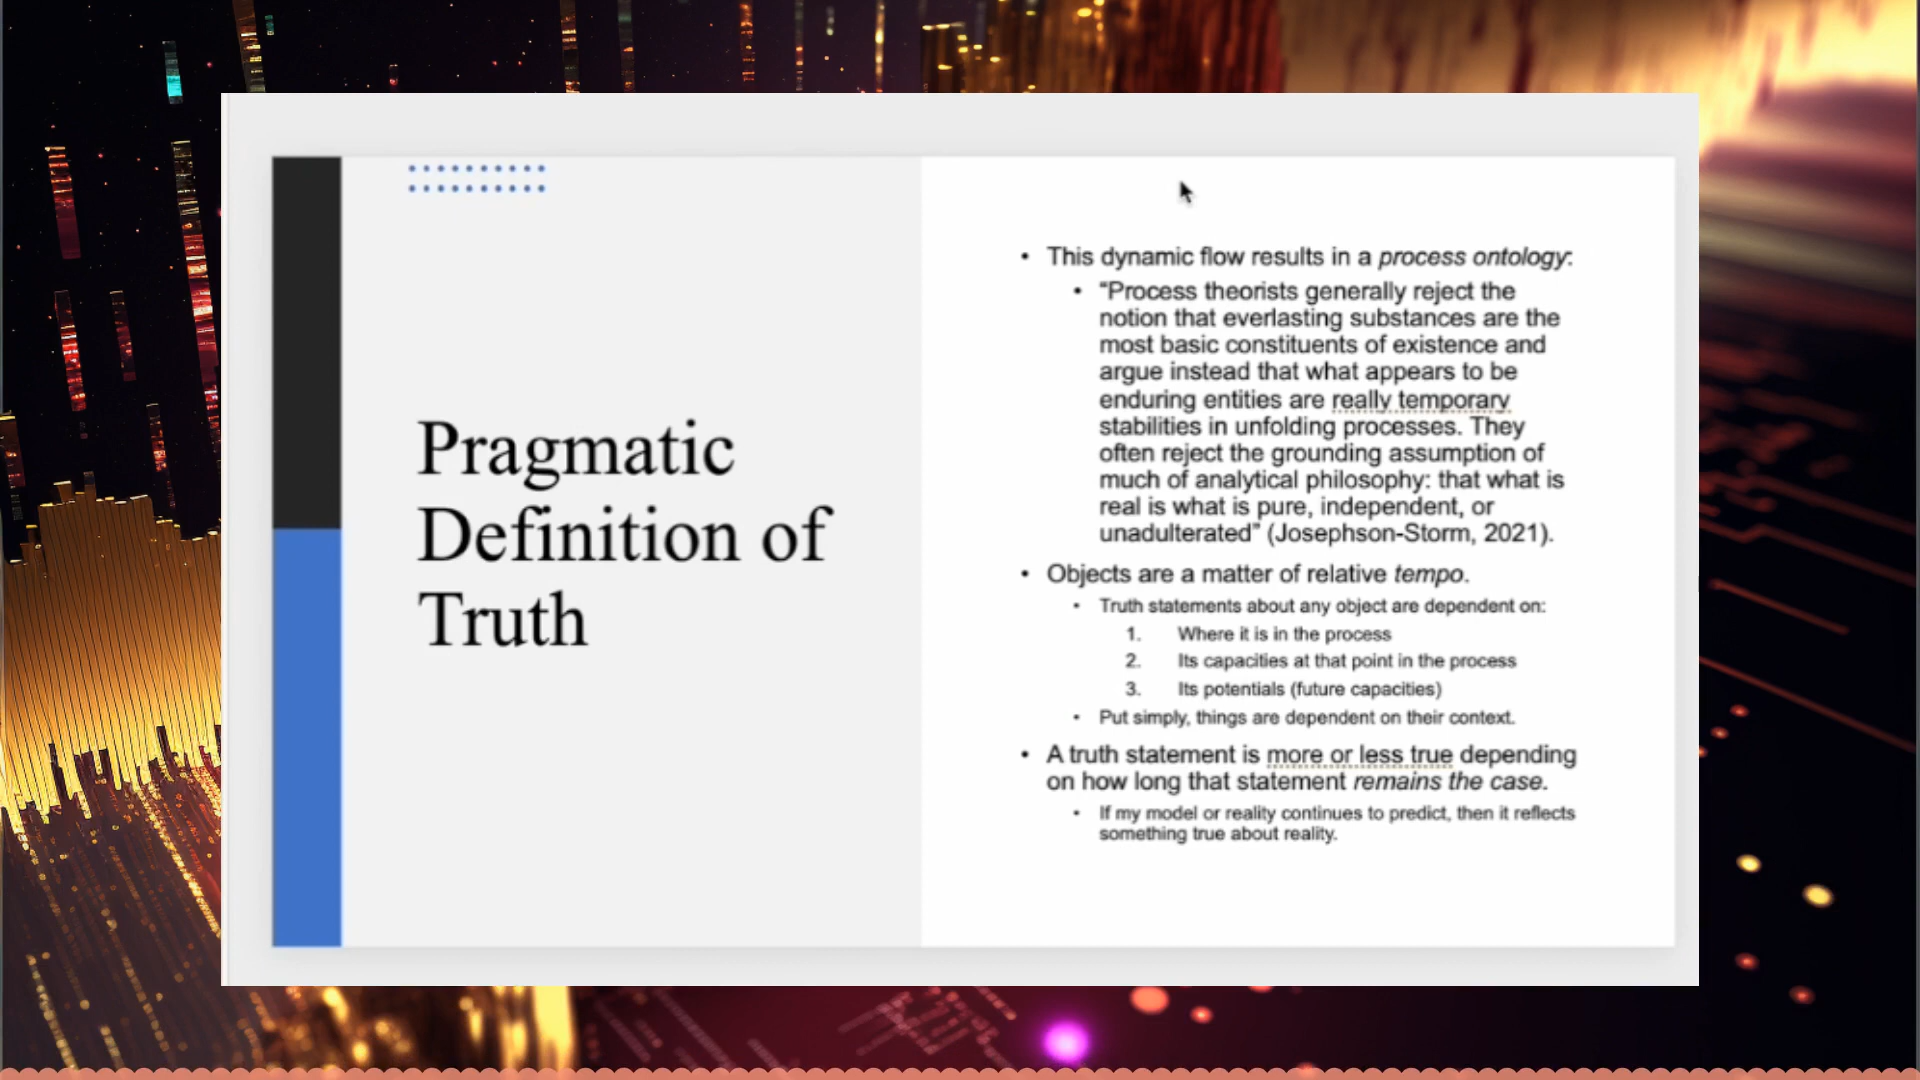 Pragmatic
Definition of
Truth
• This dynamic flow results in a process ontology:
• “Process theorists generally reject the
notion that everlasting substances are the
most basic constituents of existence and
argue instead that what appears to be
enduring entities are really temporary
stabilities in unfolding processes. They
often reject the grounding assumption of
much of analytical philosophy: that what is
real is what is pure, independent, or
unadulterated” (Josephson-Storm, 2021).
• Objects are a matter of relative tempo.
• Truth statements about any object are dependent on:
1. Where it is in the process
2. Its capacities at that point in the process
3. Its potentials (future capacities)
• Put simply, things are dependent on their context.
• A truth statement is more or less true depending
on how long that statement remains the case.
• If my model or reality continues to predict, then it reflects
something true about reality.